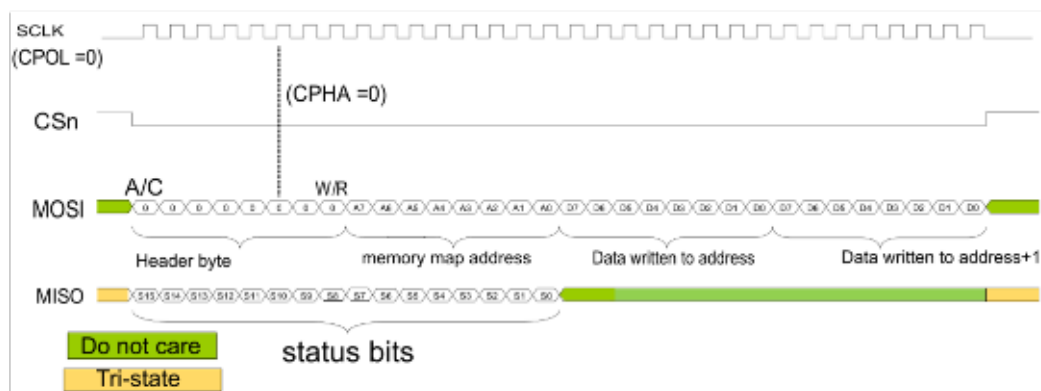 SCLK
(CPOL =0)
(CPHA =0)
CSn
A/C
W/R
MOSI
0 0 0 0 0 0 0 0 A7 A6 A5 A4 A3 A2 A1 A0 D7 D6 D5 D4 D3 D2 D1 D0 D7 D6 D5 D4 D3 D2 D1 D0
Header byte
memory map address
Data written to address
Data written to address+1
MISO
S15 S14 S13 S12 S11 S10 S9 S8 S7 S6 S5 S4 S3 S2 S1 S0
status bits
Do not care
Tri-state